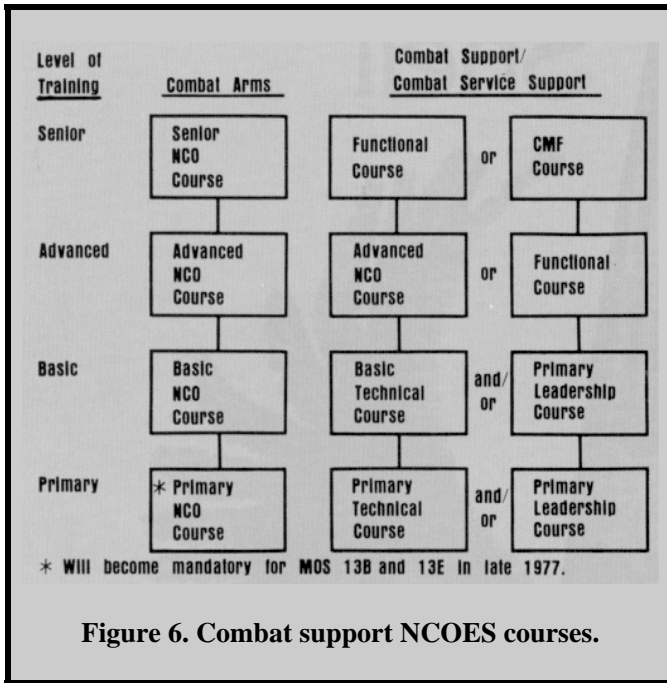 Level of
Training
Combat Arms
Combat Support/
Combat Service Support
Senior
Senior
NCO
Course
Functional
Course
or
CMF
Course
Advanced
Advanced
NCO
Course
Advanced
NCO
Course
or
Functional
Course
Basic
Basic
NCO
Course
Basic
Technical
Course
and/
or
Primary
Leadership
Course
Primary
* Primary
NCO
Course
Primary
Technical
Course
and/
or
Primary
Leadership
Course
* Will become mandatory for MOS 13B and 13E in late 1977.
Figure 6. Combat support NCOES courses.